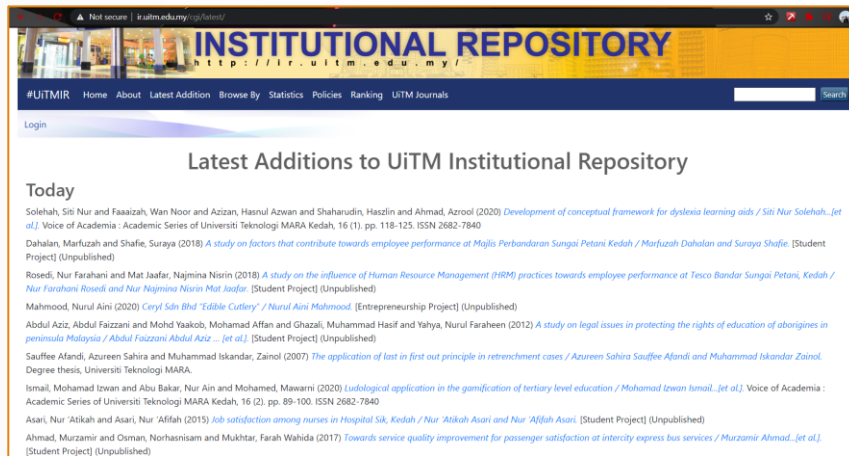 Not secure | ir.uitm.edu.my/cgi/latest/
INSTITUTIONAL REPOSITORY
http://ir.uitm.edu.my/
#UiTMIR Home About Latest Addition Browse By Statistics Policies Ranking UiTM Journals Search
Login
Latest Additions to UiTM Institutional Repository
Today
Solehah, Siti Nur and Faaaizah, Wan Noor and Azizan, Hasnul Azwan and Shaharudin, Haszlin and Ahmad, Azrool (2020) Development of conceptual framework for dyslexia learning aids / Siti Nur Solehah...[et
al.]. Voice of Academia : Academic Series of Universiti Teknologi MARA Kedah, 16 (1). pp. 118-125. ISSN 2682-7840
Dahalan, Marfuzah and Shafie, Suraya (2018) A study on factors that contribute towards employee performance at Majlis Perbandaran Sungai Petani Kedah / Marfuzah Dahalan and Suraya Shafie. [Student
Project] (Unpublished)
Rosedi, Nur Farahani and Mat Jaafar, Najmina Nisrin (2018) A study on the influence of Human Resource Management (HRM) practices towards employee performance at Tesco Bandar Sungai Petani, Kedah /
Nur Farahani Rosedi and Nur Najmina Nisrin Mat Jaafar. [Student Project] (Unpublished)
Mahmood, Nurul Aini (2020) Ceryl Sdn Bhd "Edible Cutlery" / Nurul Aini Mahmood. [Entrepreneurship Project] (Unpublished)
Abdul Aziz, Abdul Faizzani and Mohd Yaakob, Mohamad Affan and Ghazali, Muhammad Hasif and Yahya, Nurul Faraheen (2012) A study on legal issues in protecting the rights of education of aborigines in
peninsula Malaysia / Abdul Faizzani Abdul Aziz ... [et al.]. [Student Project] (Unpublished)
Sauffee Afandi, Azureen Sahira and Muhammad Iskandar, Zainol (2007) The application of last in first out principle in retrenchment cases / Azureen Sahira Sauffee Afandi and Muhammad Iskandar Zainol.
Degree thesis, Universiti Teknologi MARA.
Ismail, Mohamad Izwan and Abu Bakar, Nur Ain and Mohamed, Mawarni (2020) Ludological application in the gamification of tertiary level education / Mohamad Izwan Ismail...[et al.]. Voice of Academia :
Academic Series of Universiti Teknologi MARA Kedah, 16 (2). pp. 89-100. ISSN 2682-7840
Asari, Nur 'Atikah and Asari, Nur 'Afifah (2015) Job satisfaction among nurses in Hospital Sik, Kedah / Nur 'Atikah Asari and Nur 'Afifah Asari. [Student Project] (Unpublished)
Ahmad, Murzamir and Osman, Norhasnisam and Mukhtar, Farah Wahida (2017) Towards service quality improvement for passenger satisfaction at intercity express bus services / Murzamir Ahmad...[et al.].
[Student Project] (Unpublished)